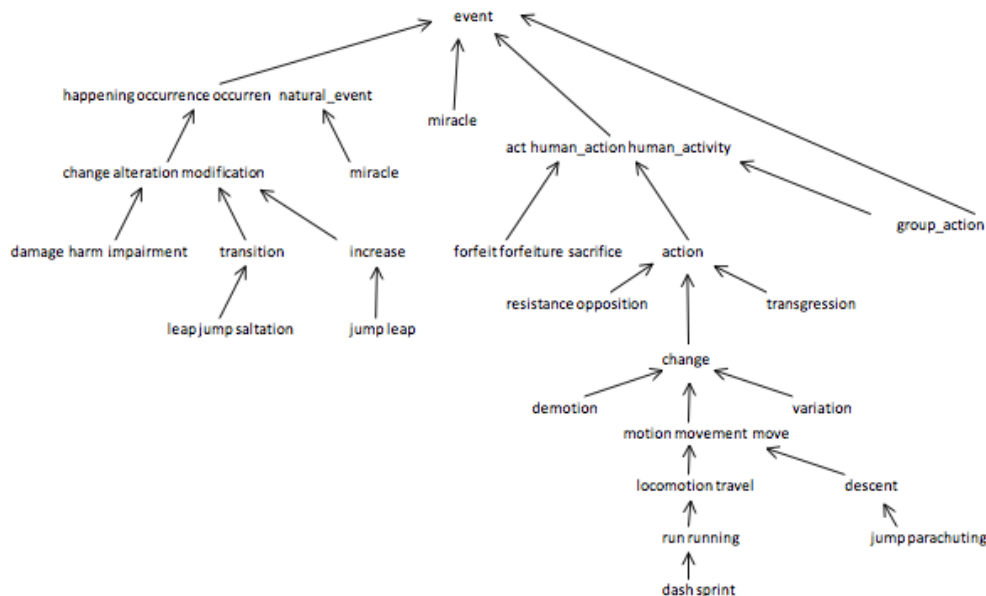 event
happening occurrence occurren natural_event
miracle
act human_action human_activity
change alteration modification
miracle
group_action
damage harm impairment
transition
increase
forfeit forfeiture sacrifice
action
resistance opposition
transgression
leap jump saltation
jump leap
change
demotion
variation
motion movement move
locomotion travel
descent
run running
jump parachuting
dash sprint